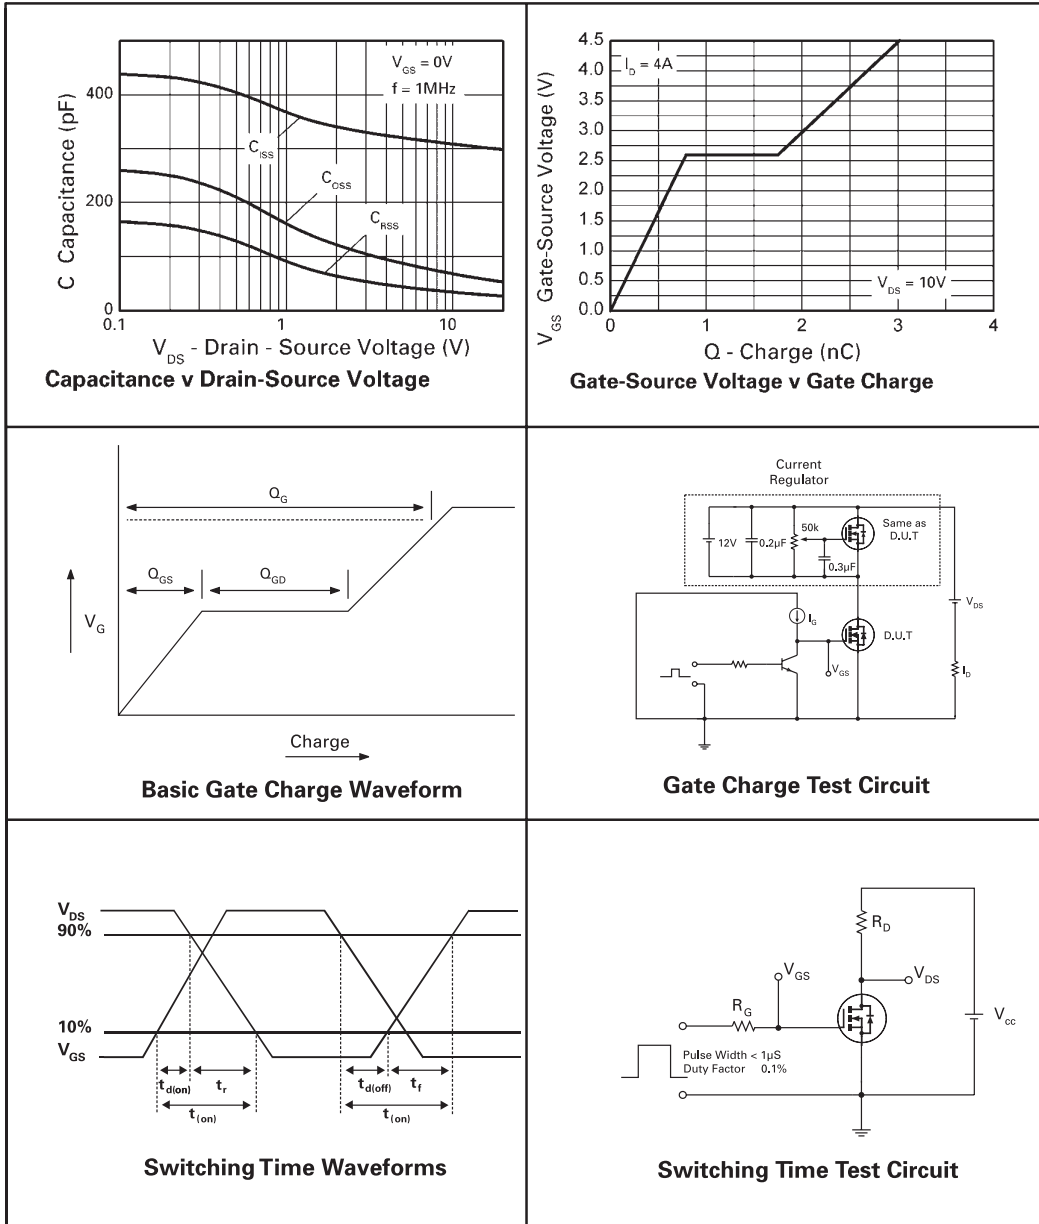 V_GS = 0V
f = 1MHz
C_ISS
C_OSS
C_RSS
C Capacitance (pF)
400
200
0
0.1
1
10
V_DS - Drain - Source Voltage (V)
Capacitance v Drain-Source Voltage
I_D = 4A
V_DS = 10V
V_GS Gate-Source Voltage (V)
4.5
4.0
3.5
3.0
2.5
2.0
1.5
1.0
0.5
0.0
0
1
2
3
4
Q - Charge (nC)
Gate-Source Voltage v Gate Charge
Q_G
Q_GS
Q_GD
V_G
Charge
Basic Gate Charge Waveform
Current
Regulator
12V
0.2µF
50k
0.3µF
Same as
D.U.T
I_G
V_DS
D.U.T
V_GS
I_D
Gate Charge Test Circuit
V_DS
90%
10%
V_GS
t_d(on)
t_r
t_(on)
t_d(off)
t_f
t_(on)
Switching Time Waveforms
R_D
V_GS
V_DS
R_G
V_cc
Pulse Width < 1µS
Duty Factor 0.1%
Switching Time Test Circuit